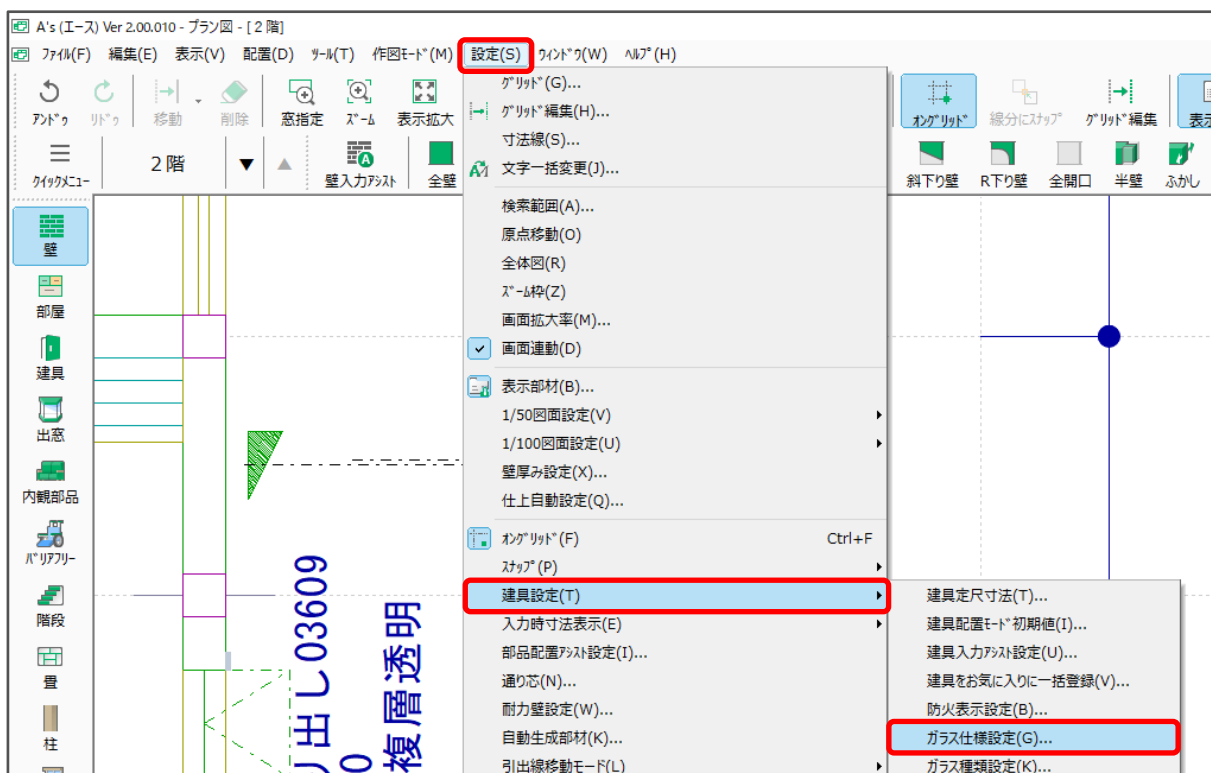 A's (エース) Ver 2.00.010 - プラン図 - [２階]
ﾌｧｲﾙ(F) 編集(E) 表示(V) 配置(D) ﾂｰﾙ(T) 作図ﾓｰﾄﾞ(M) 設定(S) ｳｨﾝﾄﾞｳ(W) ﾍﾙﾌﾟ(H)
ｱﾝﾄﾞｩ ﾘﾄﾞｩ 移動 削除 窓指定 ｽﾞｰﾑ 表示拡大 ｵﾝｸﾞﾘｯﾄﾞ 線分にｽﾅｯﾌﾟ ｸﾞﾘｯﾄﾞ編集 表示
ｸｲｯｸﾒﾆｭｰ ２階 ▼ ▲ 壁入力ｱｼｽﾄ 全壁 斜下り壁 R下り壁 全開口 半壁 ふかし
壁
部屋
建具
出窓
内観部品
ﾊﾞﾘｱﾌﾘｰ
階段
畳
柱
り出し03609
複層透明
ｸﾞﾘｯﾄﾞ(G)...
ｸﾞﾘｯﾄﾞ編集(H)...
寸法線(S)...
文字一括変更(J)...
検索範囲(A)...
原点移動(O)
全体図(R)
ｽﾞｰﾑ枠(Z)
画面拡大率(M)...
画面連動(D)
表示部材(B)...
1/50図面設定(V)
1/100図面設定(U)
壁厚み設定(X)...
仕上自動設定(Q)...
ｵﾝｸﾞﾘｯﾄﾞ(F) Ctrl+F
ｽﾅｯﾌﾟ(P)
建具設定(T)
入力時寸法表示(E)
部品配置ｱｼｽﾄ設定(I)...
通り芯(N)...
耐力壁設定(W)...
自動生成部材(K)...
引出線移動ﾓｰﾄﾞ(L)
建具定尺寸法(T)...
建具配置ﾓｰﾄﾞ初期値(I)...
建具入力ｱｼｽﾄ設定(U)...
建具をお気に入りに一括登録(V)...
防火表示設定(B)...
ガラス仕様設定(G)...
ガラス種類設定(K)...